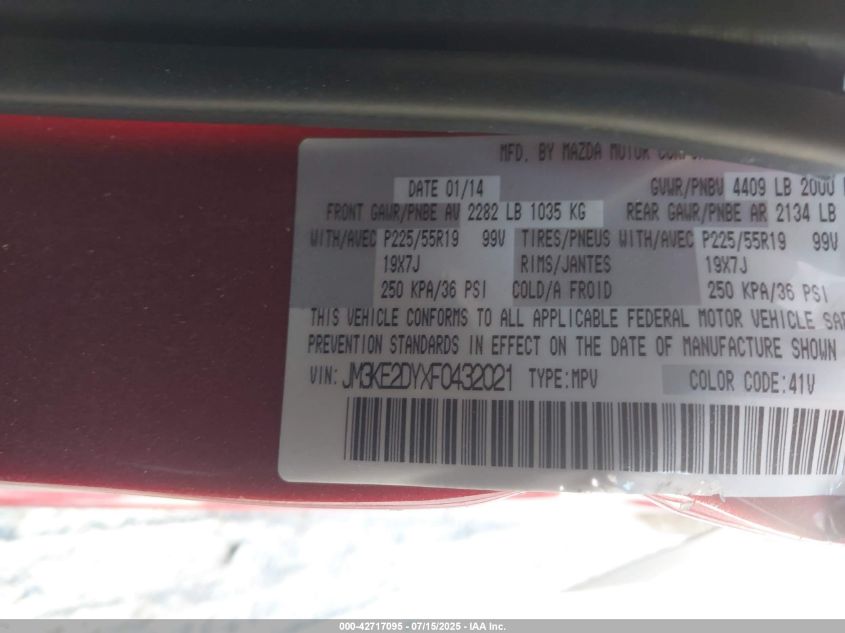 MFD. BY MAZDA MOTOR
DATE 01/14 GVWR/PNBV 4409 LB 2000
FRONT GAWR/PNBE AV 2282 LB 1035 KG REAR GAWR/PNBE AR 2134 LB
WITH/AVEC P225/55R19 99V TIRES/PNEUS WITH/AVEC P225/55R19 99V
19X7J RIMS/JANTES 19X7J
250 KPA/36 PSI COLD/A FROID 250 KPA/36 PSI
THIS VEHICLE CONFORMS TO ALL APPLICABLE FEDERAL MOTOR VEHICLE
PREVENTION STANDARDS IN EFFECT ON THE DATE OF MANUFACTURE SHOWN
VIN: JM3KE2DYXF0432021 TYPE:MPV COLOR CODE:41V
000-42717095 - 07/15/2025 - IAA Inc.